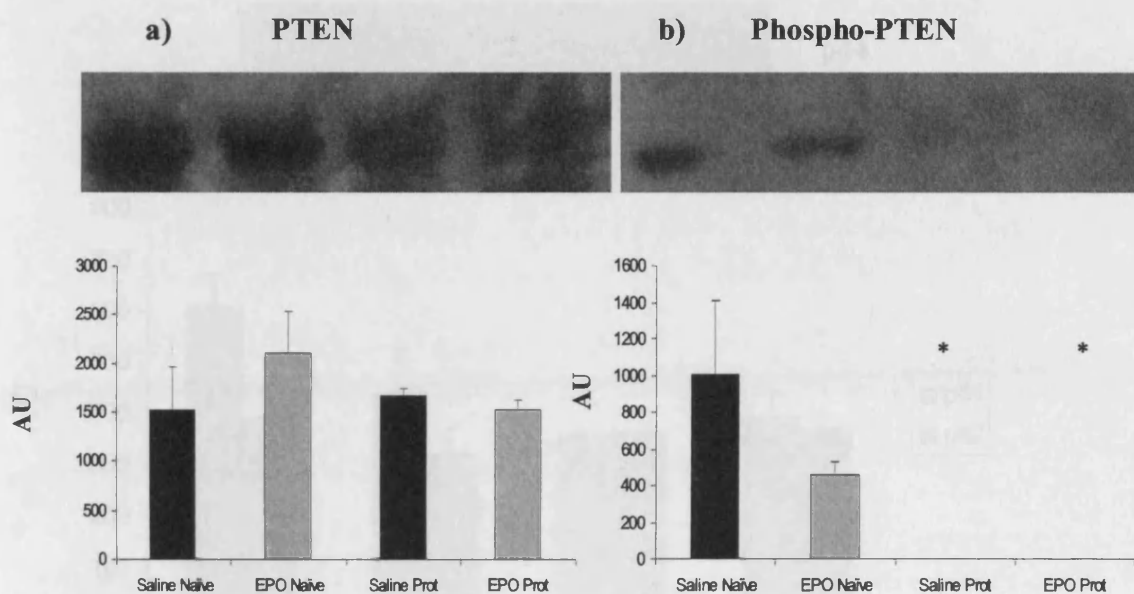 a) PTEN
b) Phospho-PTEN
AU
3000
2500
2000
1500
1000
500
0
Saline Naïve EPO Naïve Saline Prot EPO Prot
AU
1600
1400
1200
1000
800
600
400
200
0
* *
Saline Naïve EPO Naïve Saline Prot EPO Prot